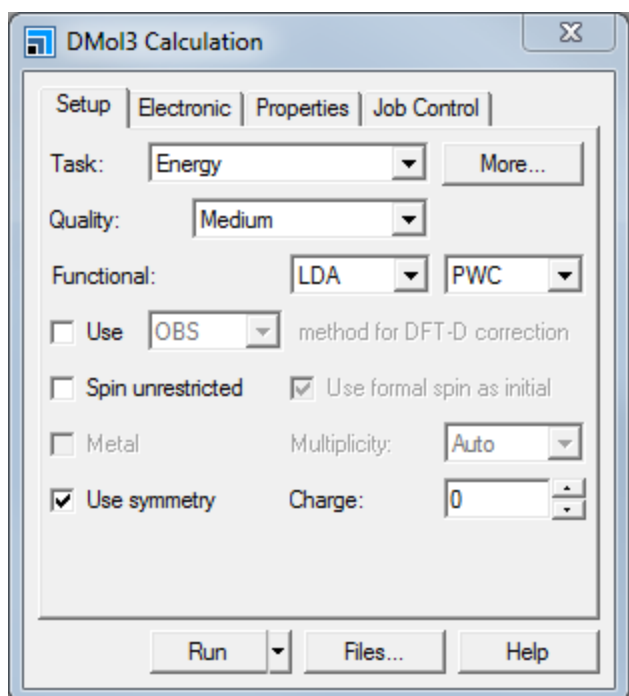 DMol3 Calculation
Setup Electronic Properties Job Control
Task: Energy More...
Quality: Medium
Functional: LDA PWC
Use OBS method for DFT-D correction
Spin unrestricted Use formal spin as initial
Metal Multiplicity: Auto
Use symmetry Charge: 0
Run Files... Help